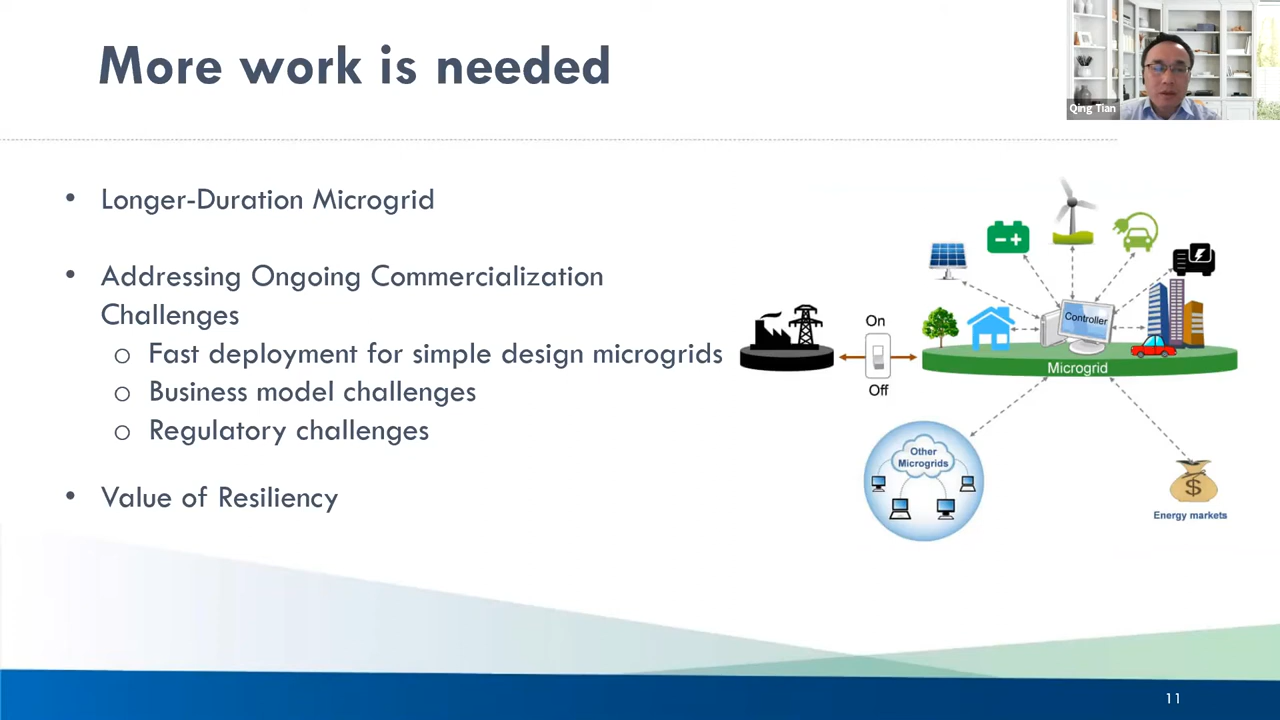 More work is needed
Qing Tian
• Longer-Duration Microgrid
• Addressing Ongoing Commercialization
Challenges
o Fast deployment for simple design microgrids
o Business model challenges
o Regulatory challenges
• Value of Resiliency
On
Off
Controller
Microgrid
Other
Microgrids
$
Energy markets
11